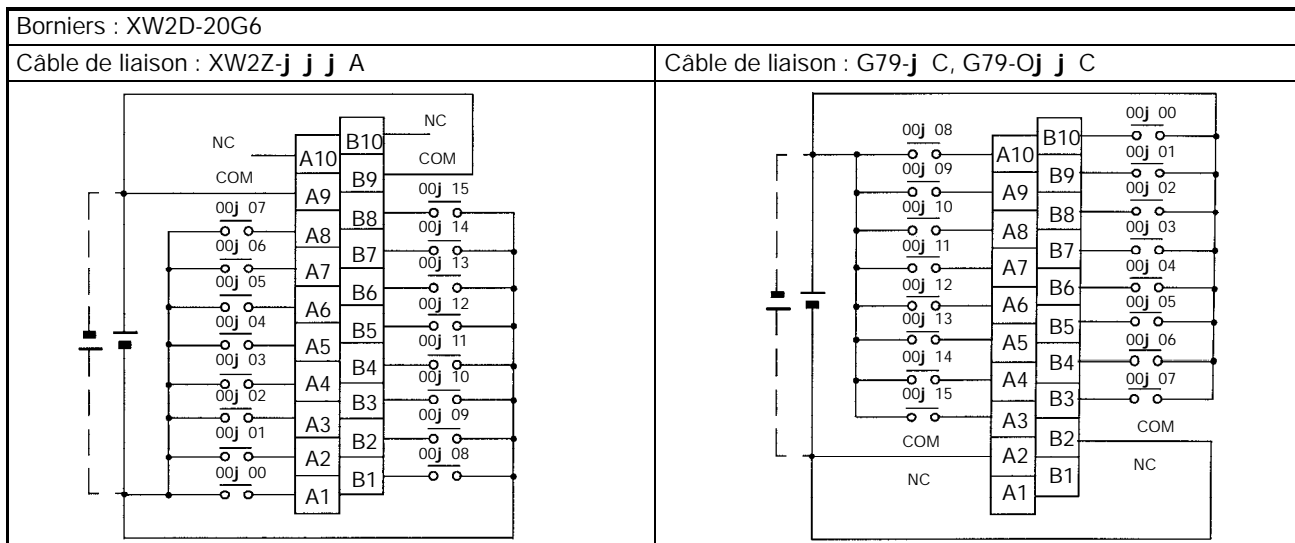 Borniers : XW2D-20G6
Câble de liaison : XW2Z-j j j A
Câble de liaison : G79-j C, G79-Oj j C
NC
COM
00j 07
00j 06
00j 05
00j 04
00j 03
00j 02
00j 01
00j 00
A10
A9
A8
A7
A6
A5
A4
A3
A2
A1
B10
B9
B8
B7
B6
B5
B4
B3
B2
B1
NC
COM
00j 15
00j 14
00j 13
00j 12
00j 11
00j 10
00j 09
00j 08
00j 08
00j 09
00j 10
00j 11
00j 12
00j 13
00j 14
00j 15
COM
NC
A10
A9
A8
A7
A6
A5
A4
A3
A2
A1
B10
B9
B8
B7
B6
B5
B4
B3
B2
B1
00j 00
00j 01
00j 02
00j 03
00j 04
00j 05
00j 06
00j 07
COM
NC